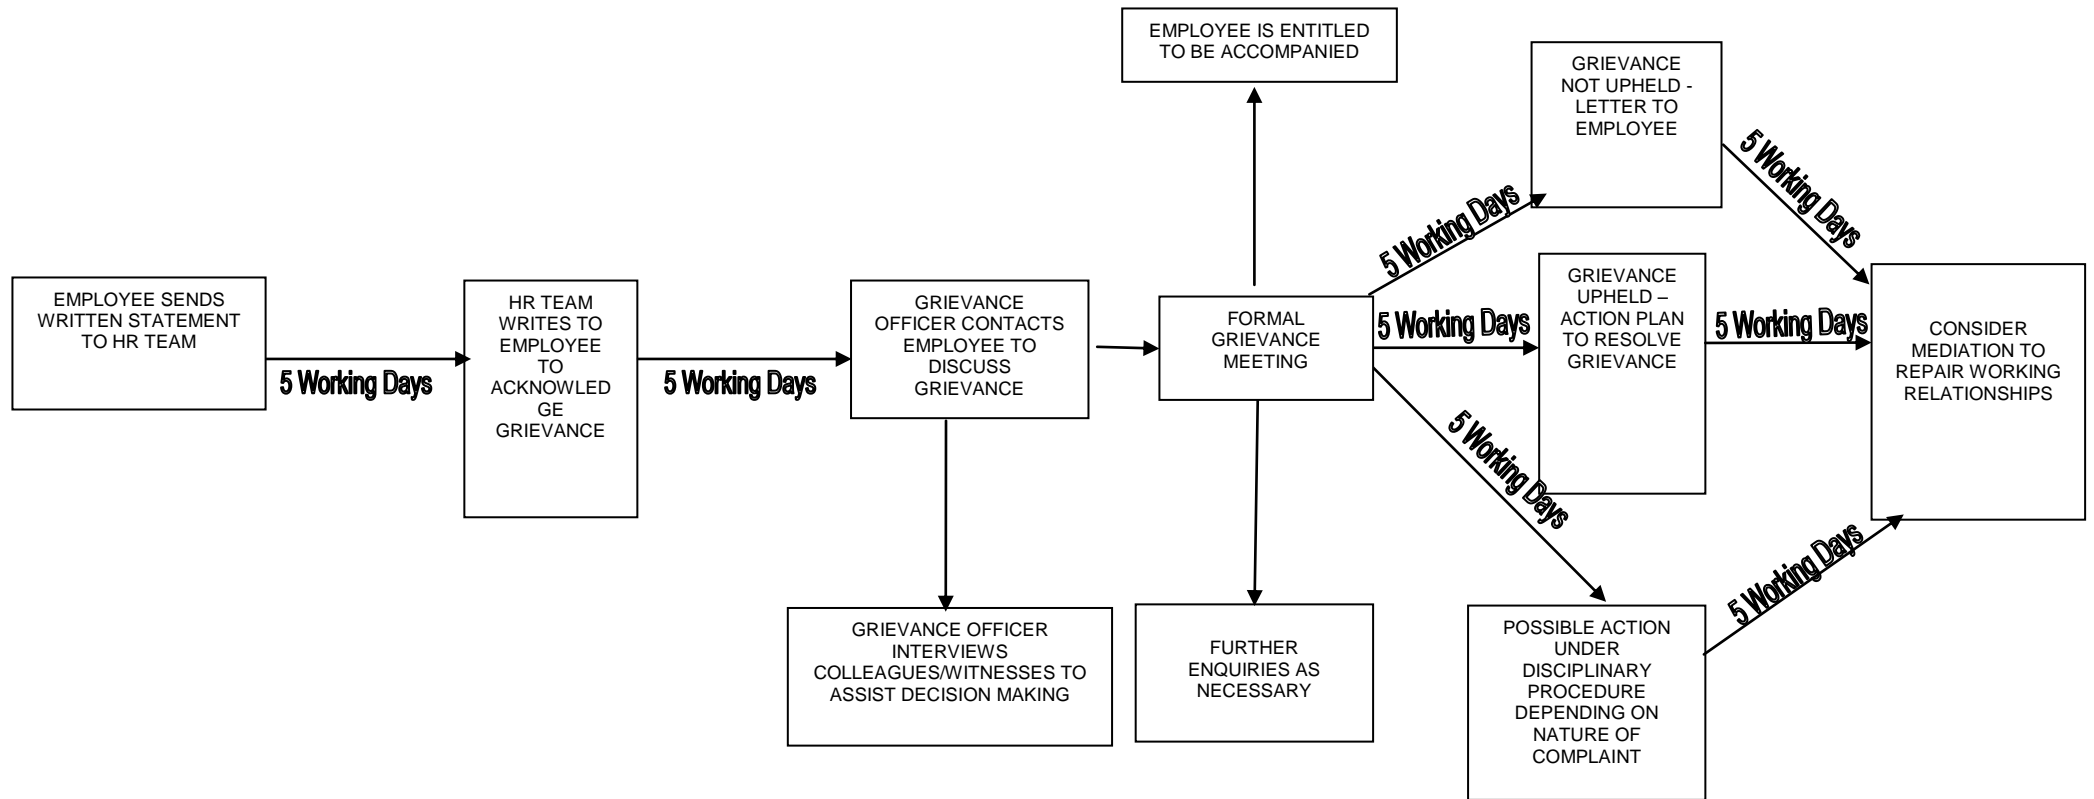 EMPLOYEE SENDS
WRITTEN STATEMENT
TO HR TEAM
5 Working Days
HR TEAM
WRITES TO
EMPLOYEE
TO
ACKNOWLED
GE
GRIEVANCE
5 Working Days
GRIEVANCE
OFFICER CONTACTS
EMPLOYEE TO
DISCUSS
GRIEVANCE
GRIEVANCE OFFICER
INTERVIEWS
COLLEAGUES/WITNESSES TO
ASSIST DECISION MAKING
EMPLOYEE IS ENTITLED
TO BE ACCOMPANIED
FORMAL
GRIEVANCE
MEETING
FURTHER
ENQUIRIES AS
NECESSARY
5 Working Days
GRIEVANCE
NOT UPHELD -
LETTER TO
EMPLOYEE
5 Working Days
5 Working Days
GRIEVANCE
UPHELD –
ACTION PLAN
TO RESOLVE
GRIEVANCE
5 Working Days
5 Working Days
POSSIBLE ACTION
UNDER
DISCIPLINARY
PROCEDURE
DEPENDING ON
NATURE OF
COMPLAINT
5 Working Days
CONSIDER
MEDIATION TO
REPAIR WORKING
RELATIONSHIPS